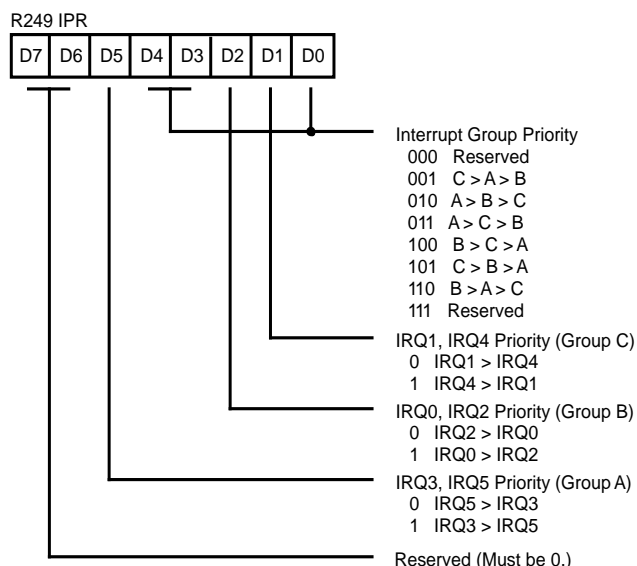 R249 IPR
D7 D6 D5 D4 D3 D2 D1 D0
Interrupt Group Priority
000 Reserved
001 C > A > B
010 A > B > C
011 A > C > B
100 B > C > A
101 C > B > A
110 B > A > C
111 Reserved
IRQ1, IRQ4 Priority (Group C)
0 IRQ1 > IRQ4
1 IRQ4 > IRQ1
IRQ0, IRQ2 Priority (Group B)
0 IRQ2 > IRQ0
1 IRQ0 > IRQ2
IRQ3, IRQ5 Priority (Group A)
0 IRQ5 > IRQ3
1 IRQ3 > IRQ5
Reserved (Must be 0.)